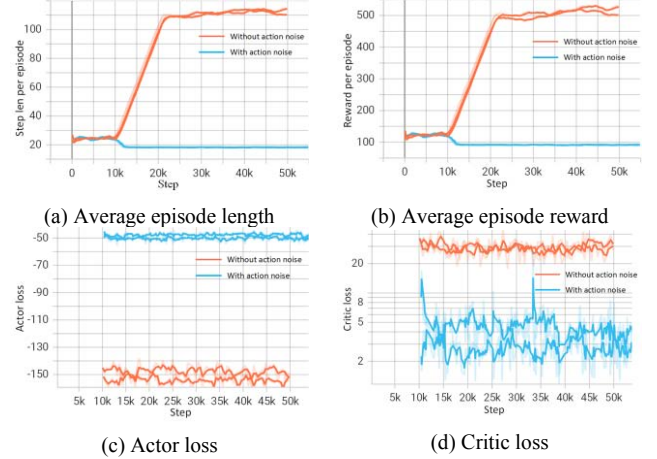 100
80
60
40
20
Step len per episode
Without action noise
With action noise
0
10k
20k
30k
40k
50k
Step
(a) Average episode length
500
400
300
200
100
Reward per episode
Without action noise
With action noise
0
10k
20k
30k
40k
50k
Step
(b) Average episode reward
-50
-70
-90
-110
-130
-150
Actor loss
Without action noise
With action noise
5k
10k
15k
20k
25k
30k
35k
40k
45k
50k
Step
(c) Actor loss
20
8
5
2
Critic loss
Without action noise
With action noise
5k
10k
15k
20k
25k
30k
35k
40k
45k
50k
Step
(d) Critic loss